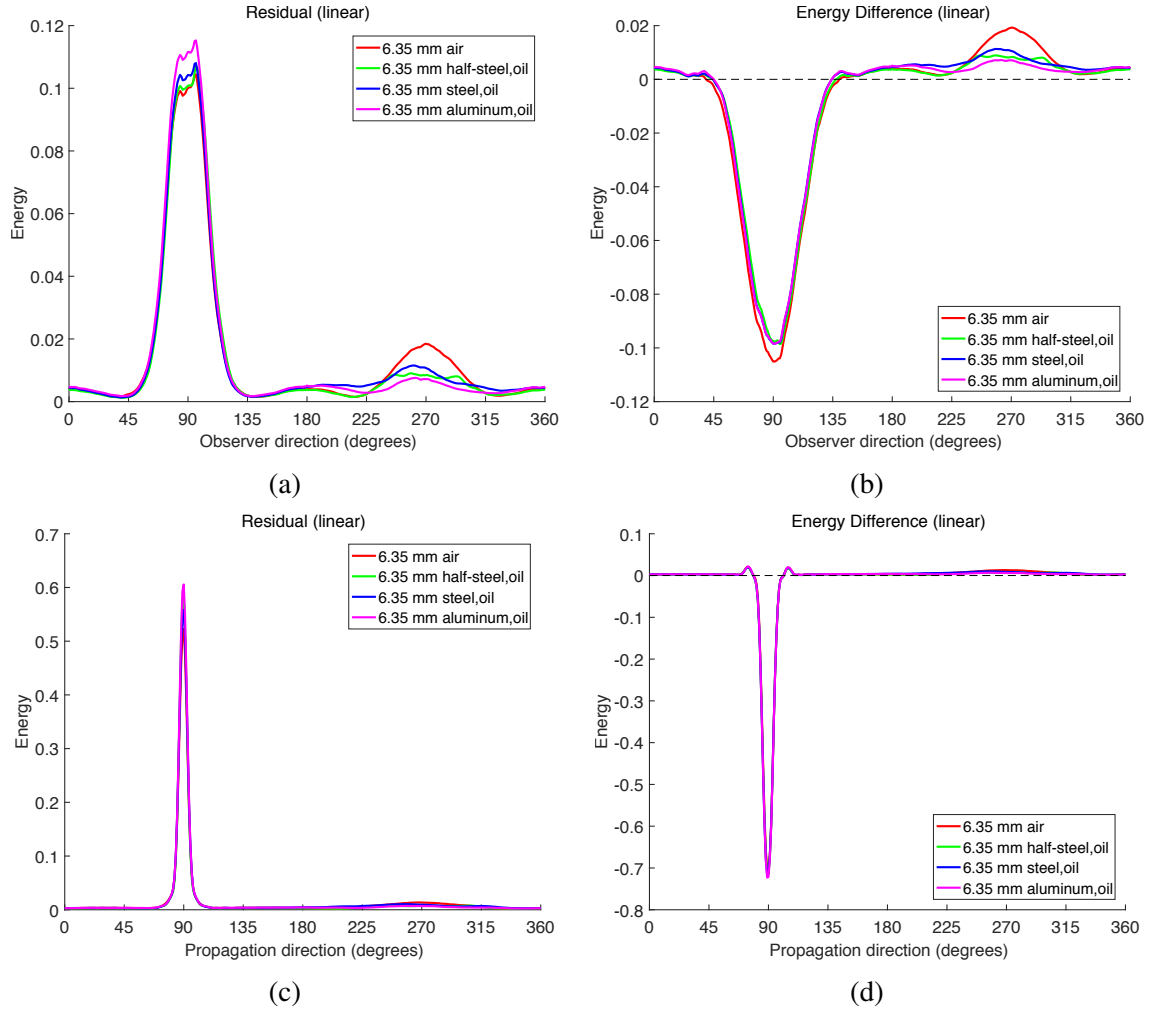 Residual (linear)
0.12
0.1
0.08
0.06
0.04
0.02
0
Energy
6.35 mm air
6.35 mm half-steel,oil
6.35 mm steel,oil
6.35 mm aluminum,oil
0 45 90 135 180 225 270 315 360
Observer direction (degrees)
(a)
Energy Difference (linear)
0.02
0
-0.02
-0.04
-0.06
-0.08
-0.1
-0.12
Energy
6.35 mm air
6.35 mm half-steel,oil
6.35 mm steel,oil
6.35 mm aluminum,oil
0 45 90 135 180 225 270 315 360
Observer direction (degrees)
(b)
Residual (linear)
0.7
0.6
0.5
0.4
0.3
0.2
0.1
0
Energy
6.35 mm air
6.35 mm half-steel,oil
6.35 mm steel,oil
6.35 mm aluminum,oil
0 45 90 135 180 225 270 315 360
Propagation direction (degrees)
(c)
Energy Difference (linear)
0.1
0
-0.1
-0.2
-0.3
-0.4
-0.5
-0.6
-0.7
-0.8
Energy
6.35 mm air
6.35 mm half-steel,oil
6.35 mm steel,oil
6.35 mm aluminum,oil
0 45 90 135 180 225 270 315 360
Propagation direction (degrees)
(d)